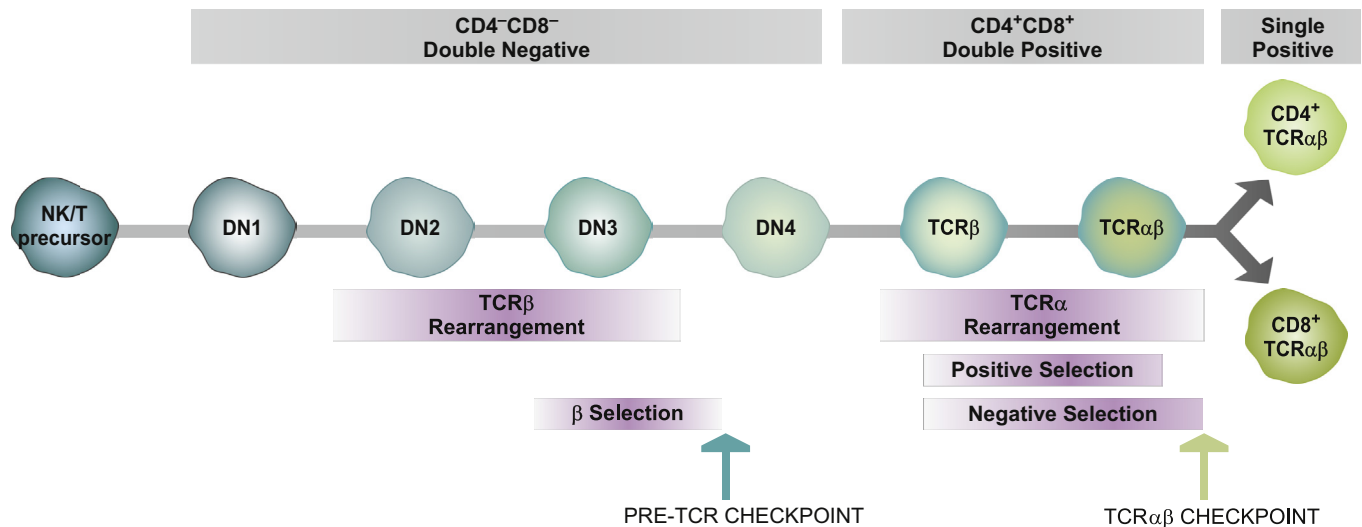 CD4⁻CD8⁻
Double Negative
CD4⁺CD8⁺
Double Positive
Single
Positive
NK/T
precursor
DN1
DN2
DN3
DN4
TCRβ
TCRαβ
CD4⁺
TCRαβ
CD8⁺
TCRαβ
TCRβ
Rearrangement
TCRα
Rearrangement
Positive Selection
β Selection
Negative Selection
PRE-TCR CHECKPOINT
TCRαβ CHECKPOINT